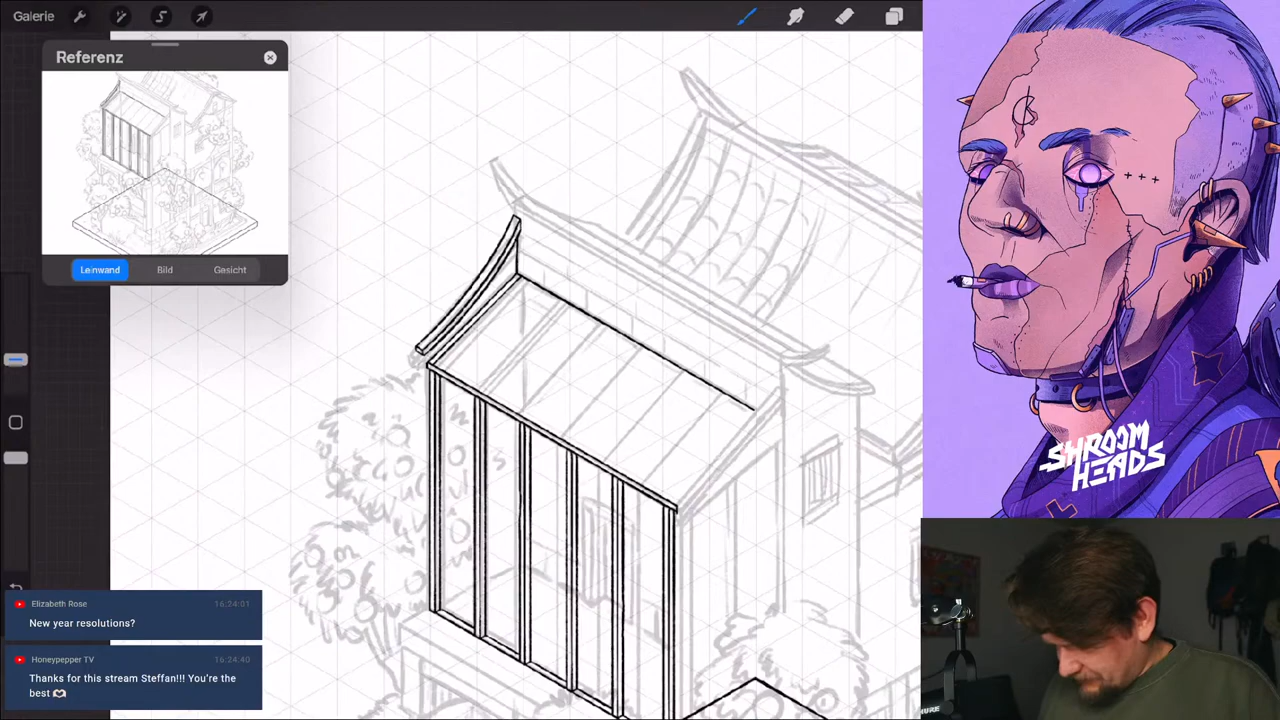 Galerie
Referenz
Leinwand
Bild
Gesicht
SHROOM
HEADS
Elizabeth Rose
16:24:01
New year resolutions?
Honeypepper TV
16:24:40
Thanks for this stream Steffan!!! You're the
best